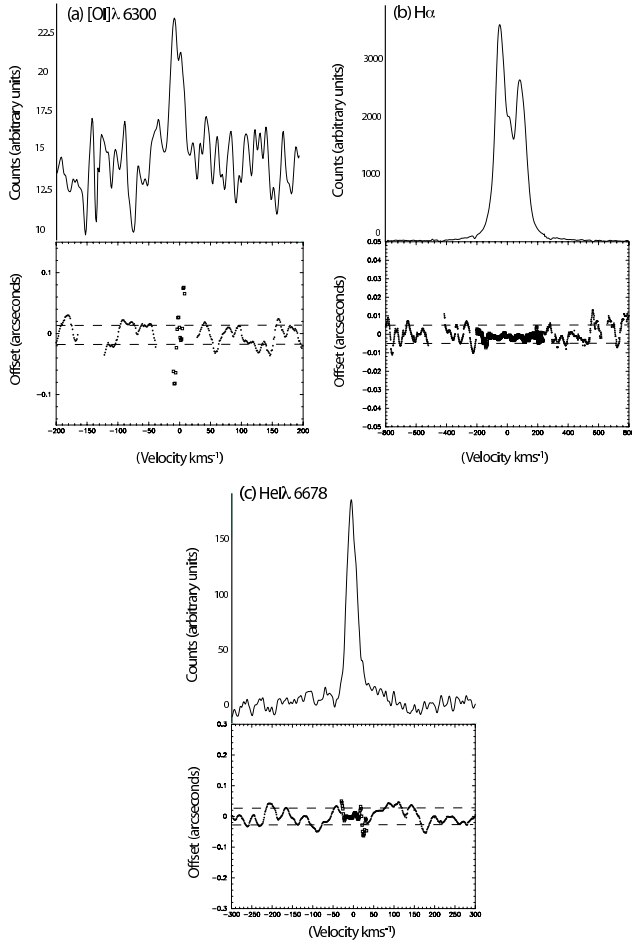 (a) [OI]λ 6300
Counts (arbitrary units)
22,5
20
17.5
15
12.5
10
Offset (arcseconds)
0.1
0
−0.1
−200 −150 −100 −50 0 50 100 150 200
(Velocity kms-1)
(b) Hα
Counts (arbitrary units)
3000
2000
1000
0
Offset (arcseconds)
0.05
0.04
0.03
0.02
0.01
0
−0.01
−0.02
−0.03
−0.04
−0.05
−800 −600 −400 −200 0 200 400 600 800
(Velocity kms-1)
(c) HeIλ 6678
Counts (arbitrary units)
150
100
50
0
Offset (arcseconds)
0.3
0.2
0.1
0
−0.1
−0.2
−0.3
−300 −250 −200 −150 −100 −50 0 50 100 150 200 250 300
(Velocity kms-1)